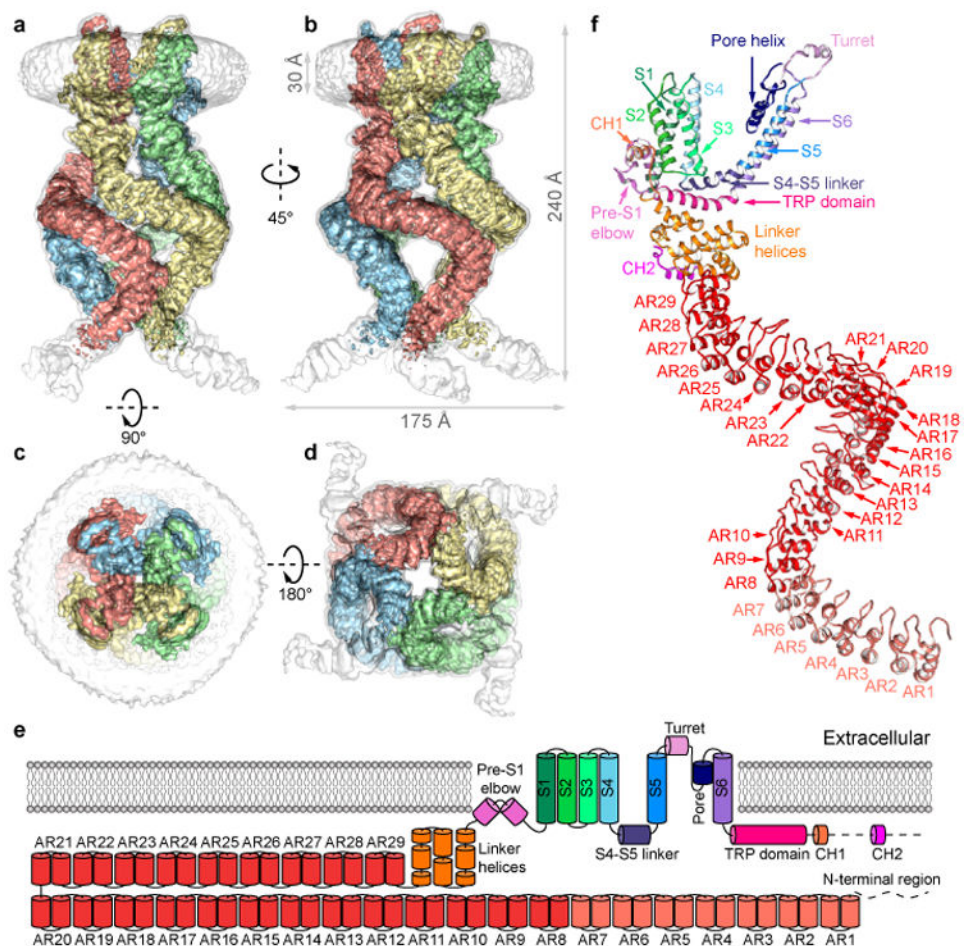 a
b
30 Å
240 Å
45°
175 Å
90°
c
d
180°
f
Pore helix
Turret
S1
S4
S2
CH1
S3
S6
S5
S4-S5 linker
Pre-S1
elbow
TRP domain
Linker
helices
CH2
AR29
AR28
AR27
AR26
AR25
AR24
AR23
AR22
AR21
AR20
AR19
AR18
AR17
AR16
AR15
AR14
AR13
AR12
AR11
AR10
AR9
AR8
AR7
AR6
AR5
AR4
AR3
AR2
AR1
e
Turret
Extracellular
Pre-S1
elbow
S1
S2
S3
S4
S5
Pore
S6
AR21 AR22 AR23 AR24 AR25 AR26 AR27 AR28 AR29
Linker
helices
S4-S5 linker
TRP domain
CH1
CH2
N-terminal region
AR20 AR19 AR18 AR17 AR16 AR15 AR14 AR13 AR12 AR11 AR10 AR9 AR8 AR7 AR6 AR5 AR4 AR3 AR2 AR1